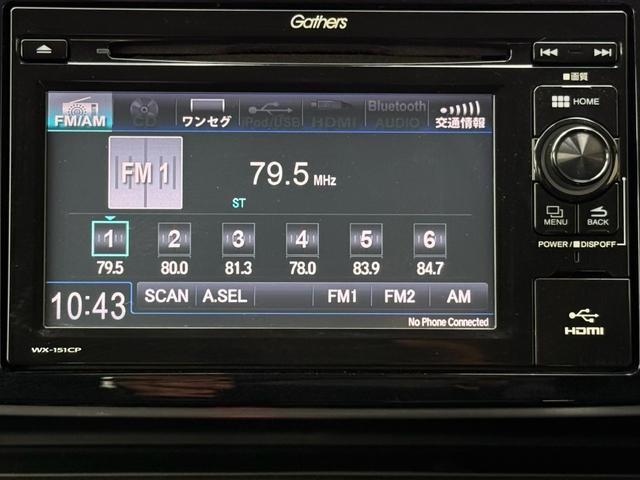 Gathers
■画質
FM/AM CD ワンセグ iPod/USB HDMI Bluetooth AUDIO 交通情報
HOME
FM 1 79.5 MHz
ST
MENU BACK
1 2 3 4 5 6
79.5 80.0 81.3 78.0 83.9 84.7
POWER/■DISP OFF
10:43 SCAN A.SEL FM1 FM2 AM
No Phone Connected
HDMI
WX-151CP